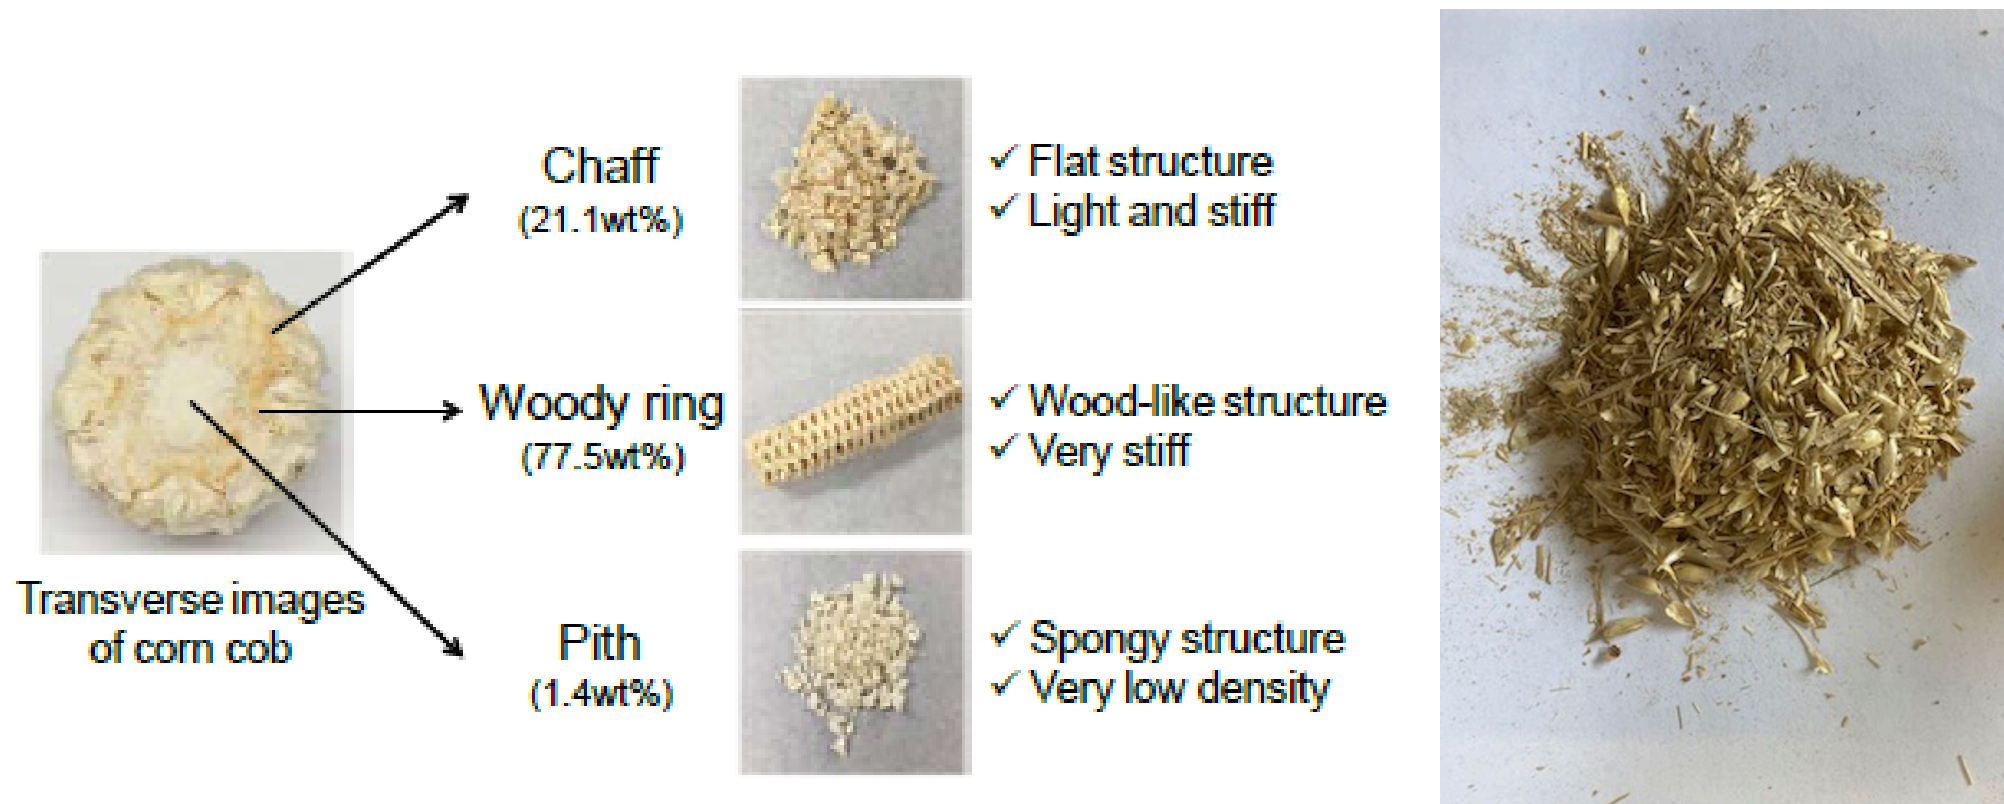 Chaff
(21.1wt%)
✓ Flat structure
✓ Light and stiff
Woody ring
(77.5wt%)
✓ Wood-like structure
✓ Very stiff
Transverse images
of corn cob
Pith
(1.4wt%)
✓ Spongy structure
✓ Very low density